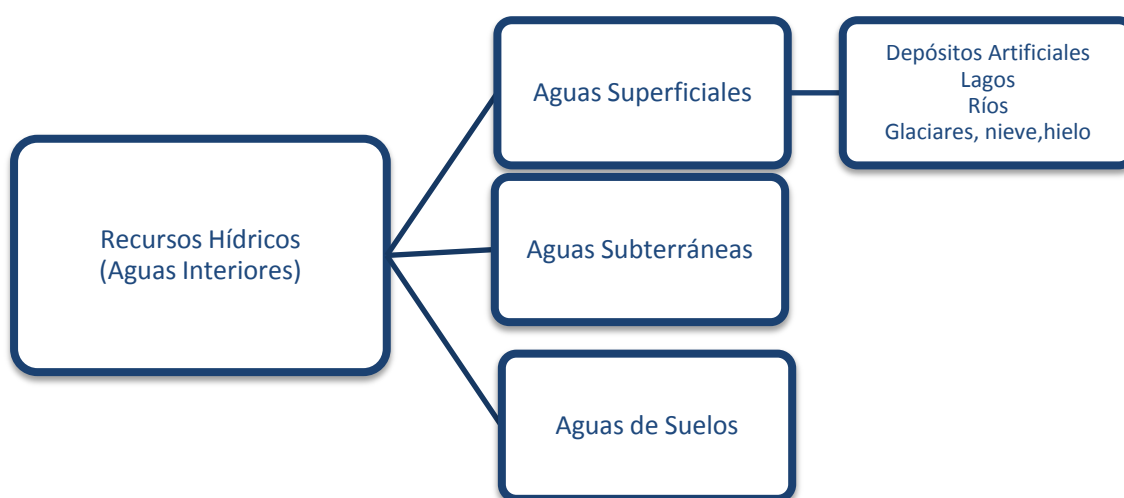 Recursos Hídricos
(Aguas Interiores)
Aguas Superficiales
Depósitos Artificiales
Lagos
Ríos
Glaciares, nieve,hielo
Aguas Subterráneas
Aguas de Suelos